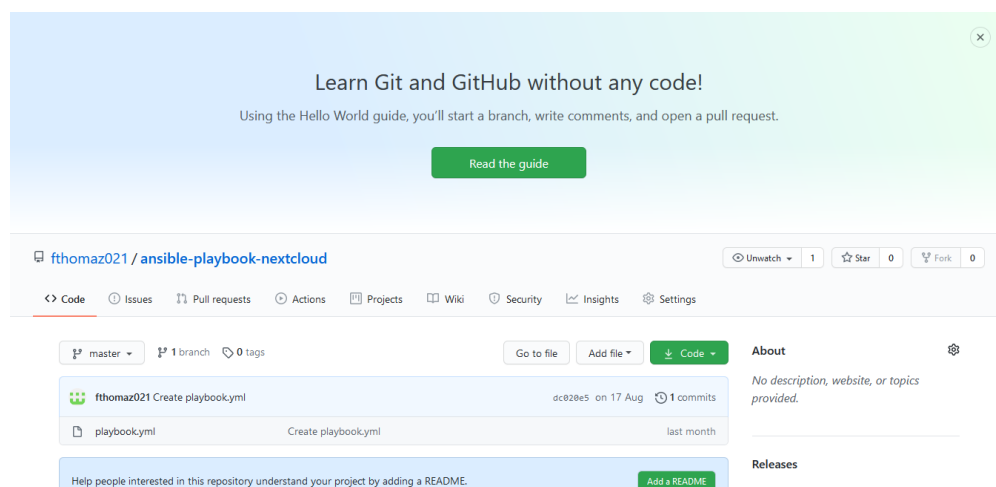 Learn Git and GitHub without any code!
Using the Hello World guide, you'll start a branch, write comments, and open a pull request.
Read the guide
fthomaz021 / ansible-playbook-nextcloud
Unwatch 1 Star 0 Fork 0
Code Issues Pull requests Actions Projects Wiki Security Insights Settings
master 1 branch 0 tags Go to file Add file Code
About
fthomaz021 Create playbook.yml dc020e5 on 17 Aug 1 commits
No description, website, or topics
provided.
playbook.yml Create playbook.yml last month
Releases
Help people interested in this repository understand your project by adding a README. Add a README